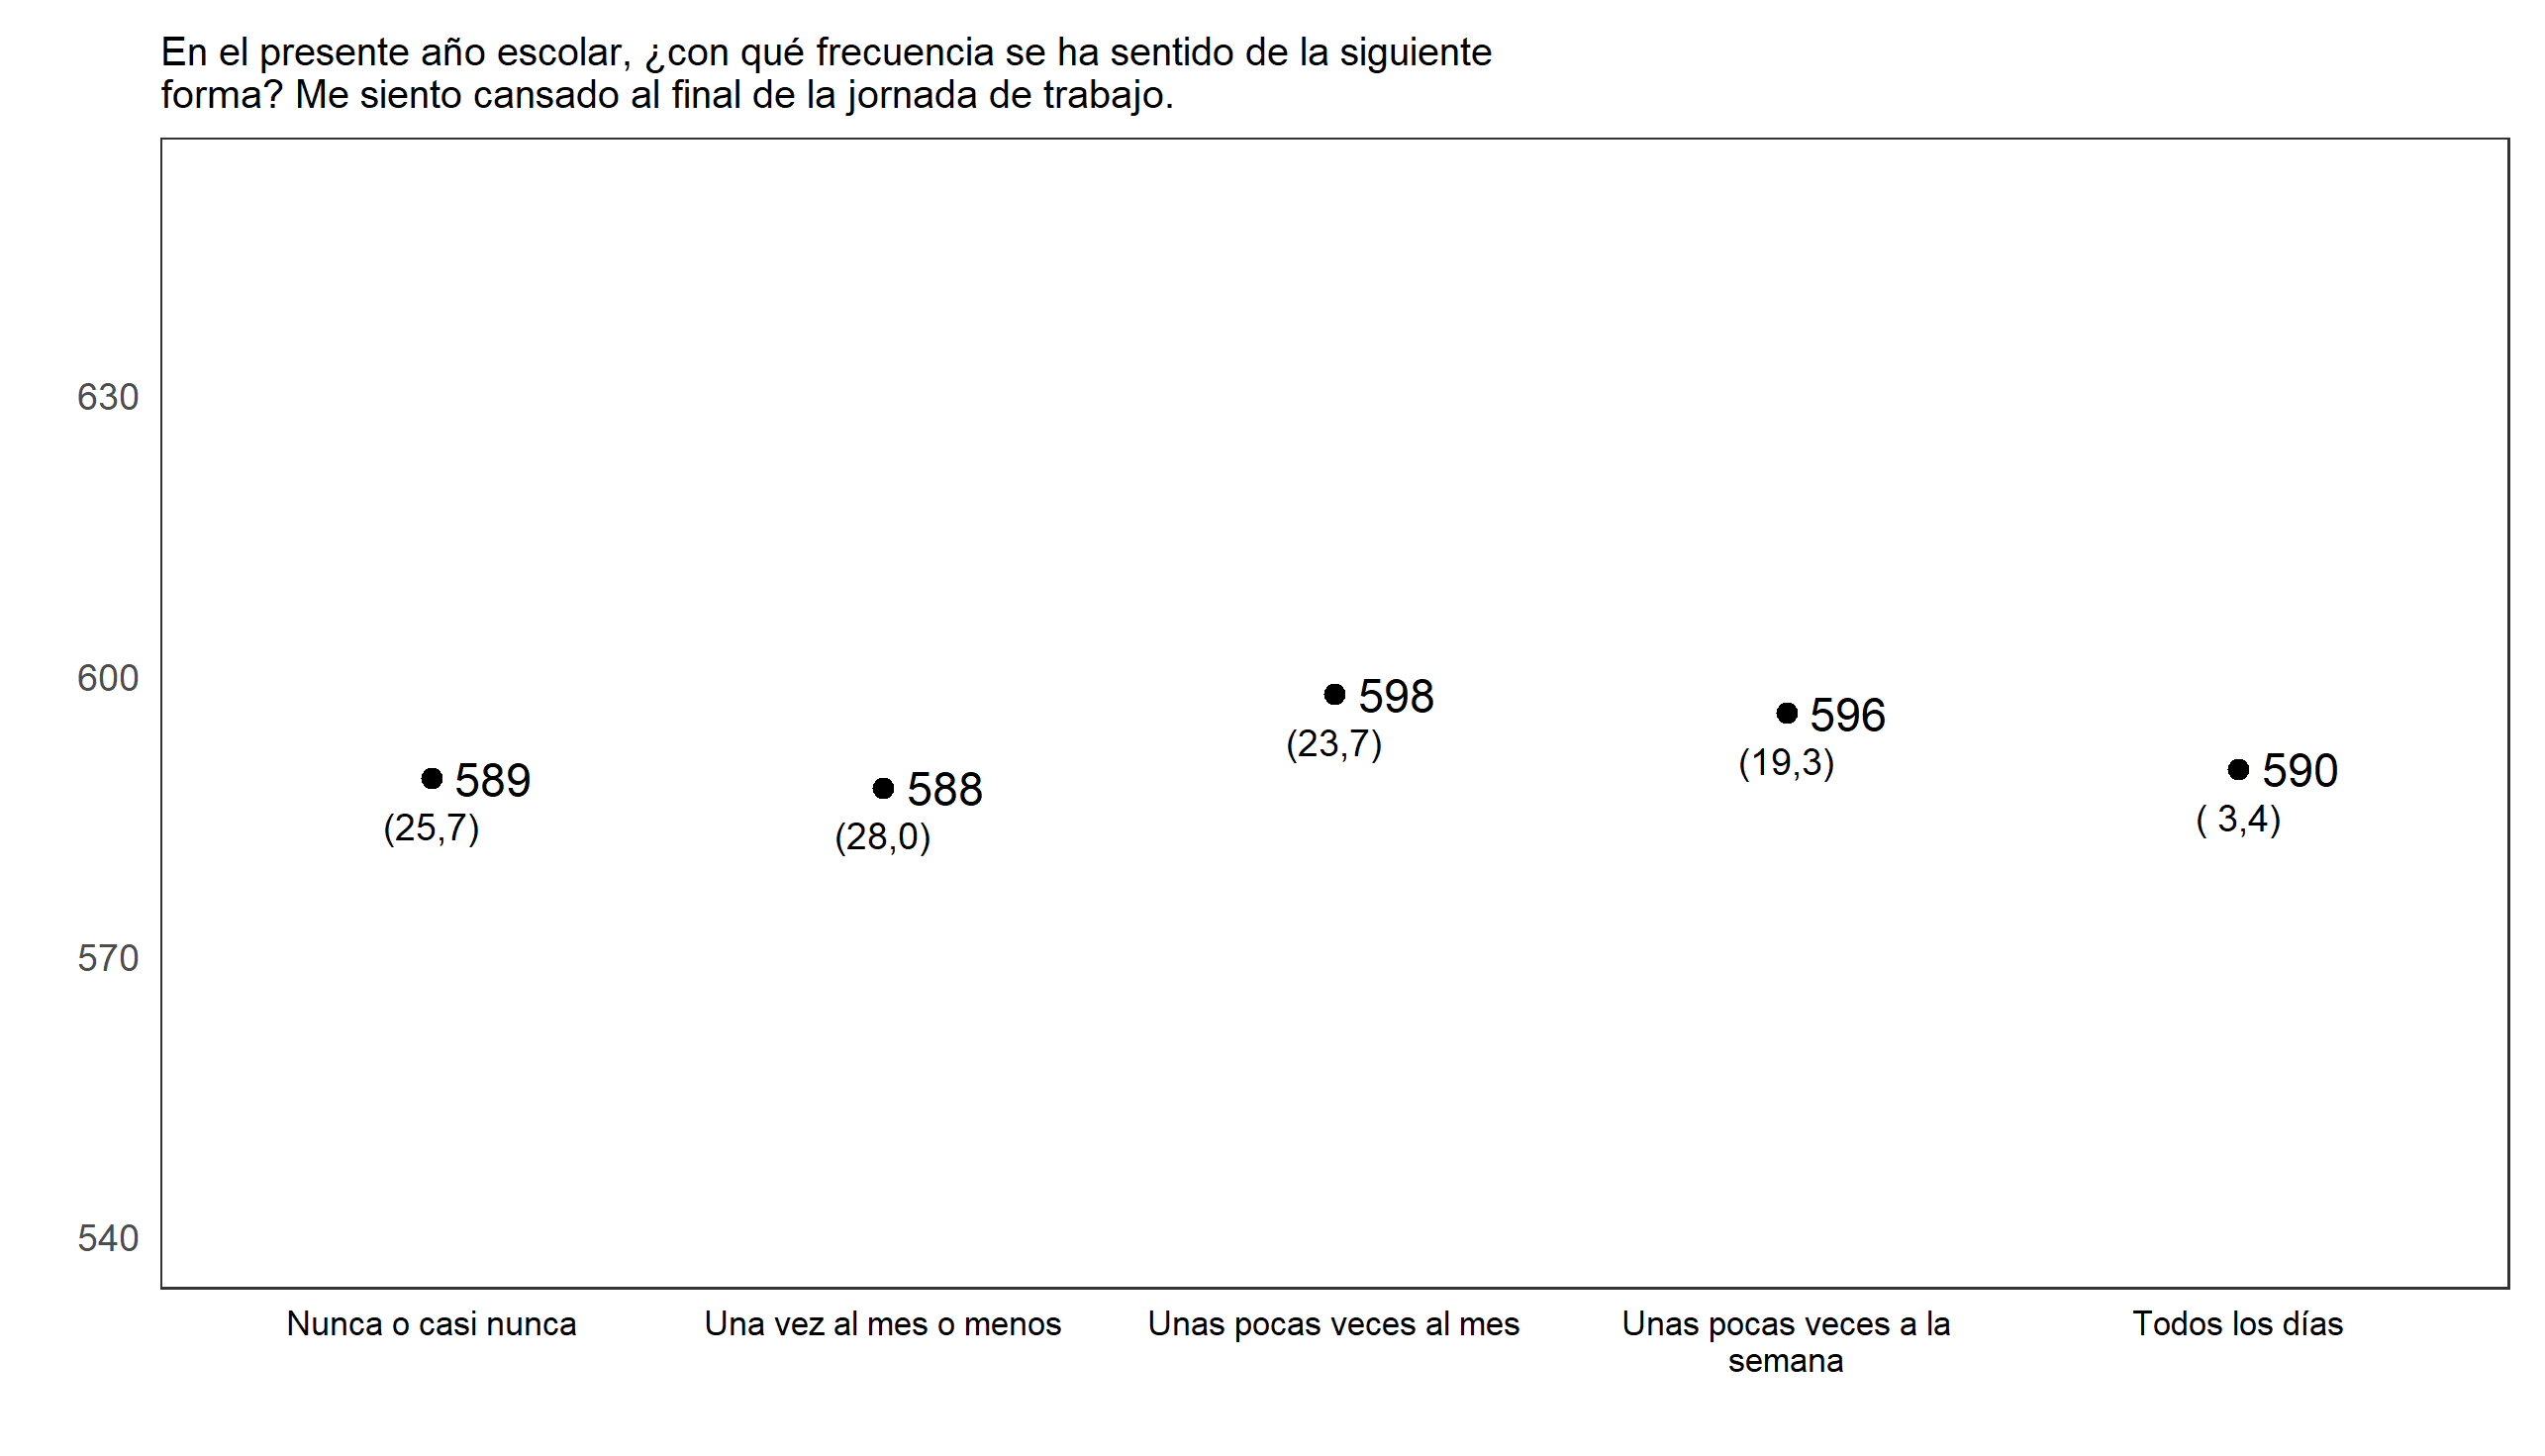 En el presente año escolar, ¿con qué frecuencia se ha sentido de la siguiente
forma? Me siento cansado al final de la jornada de trabajo.
630
600
570
540
589
(25,7)
588
(28,0)
598
(23,7)
596
(19,3)
590
( 3,4)
Nunca o casi nunca
Una vez al mes o menos
Unas pocas veces al mes
Unas pocas veces a la
semana
Todos los días